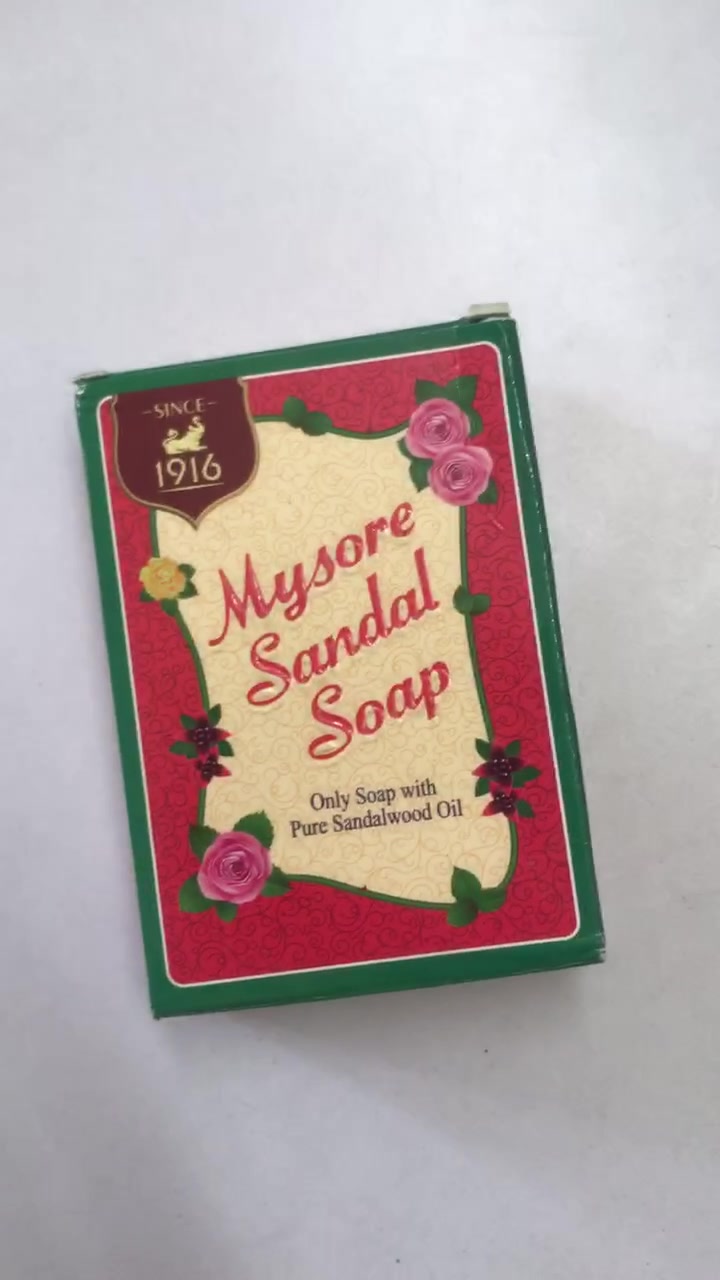 -SINCE-
1916
Mysore
Sandal
Soap
Only Soap with
Pure Sandalwood Oil